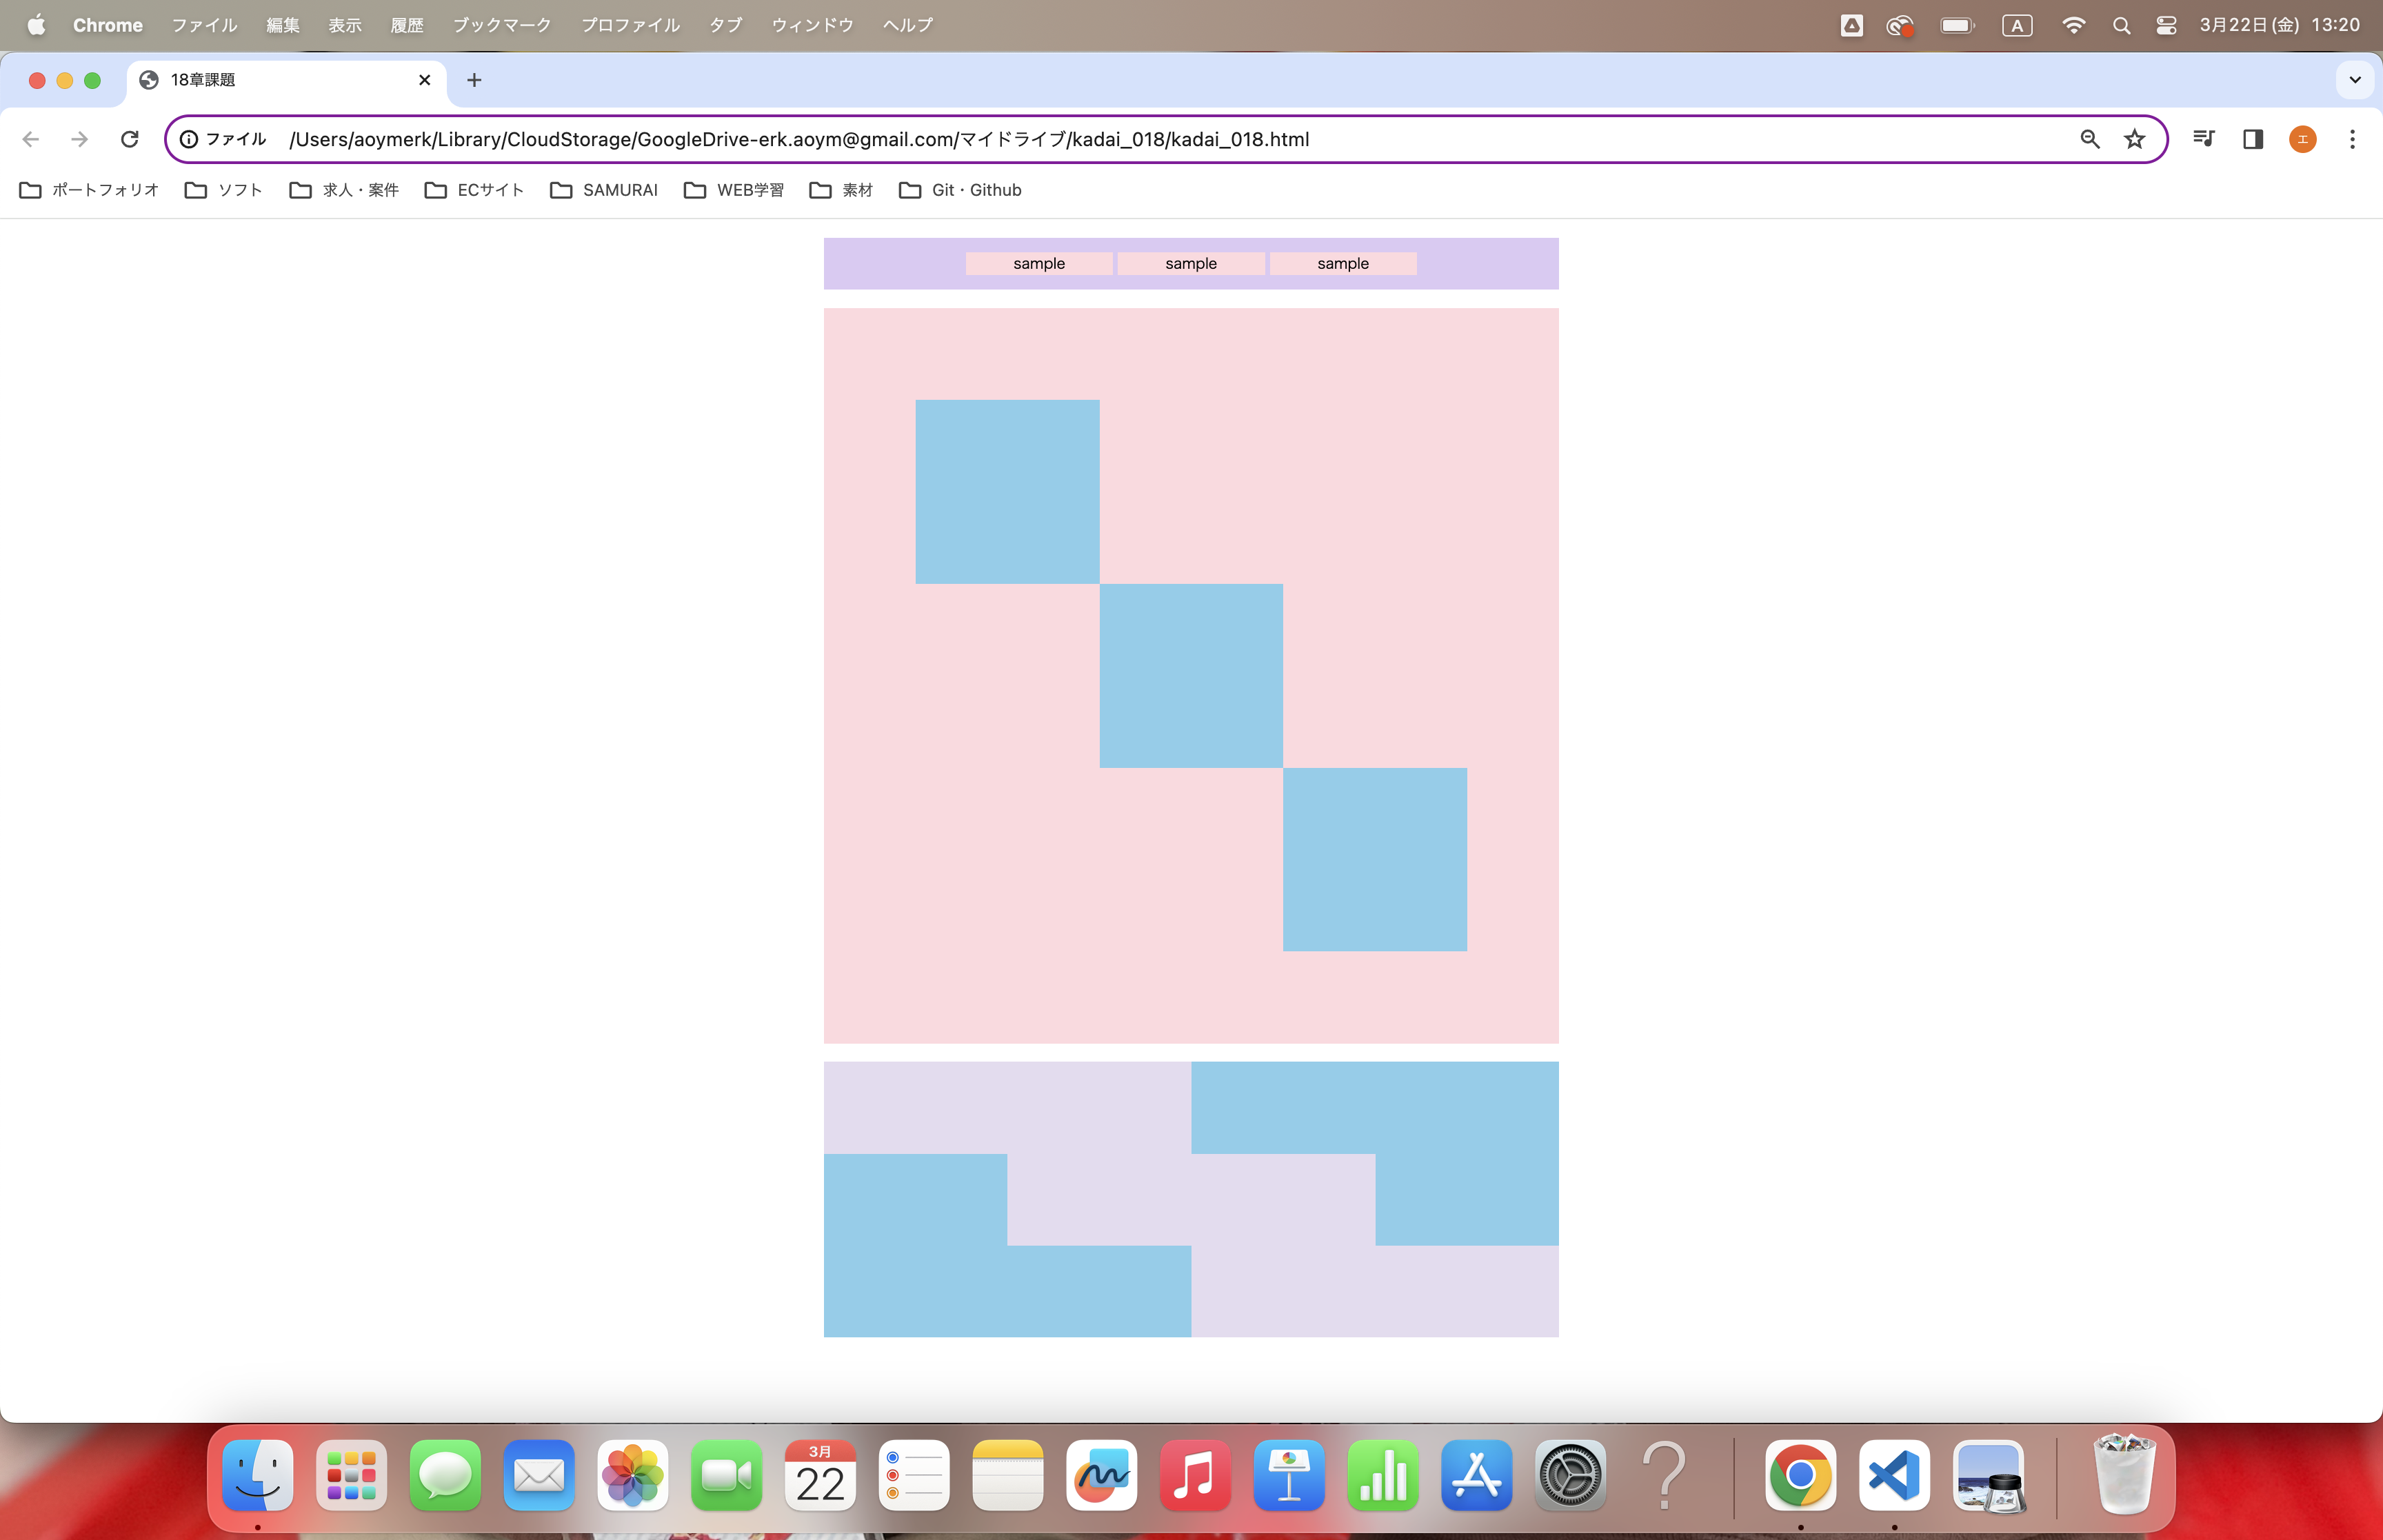 Chrome ファイル 編集 表示 履歴 ブックマーク プロファイル タブ ウィンドウ ヘルプ A 3月22日(金) 13:20
18章課題
ファイル /Users/aoymerk/Library/CloudStorage/GoogleDrive-erk.aoym@gmail.com/マイドライブ/kadai_018/kadai_018.html エ
ポートフォリオ ソフト 求人・案件 ECサイト SAMURAI WEB学習 素材 Git・Github
sample sample sample
3月
22
?